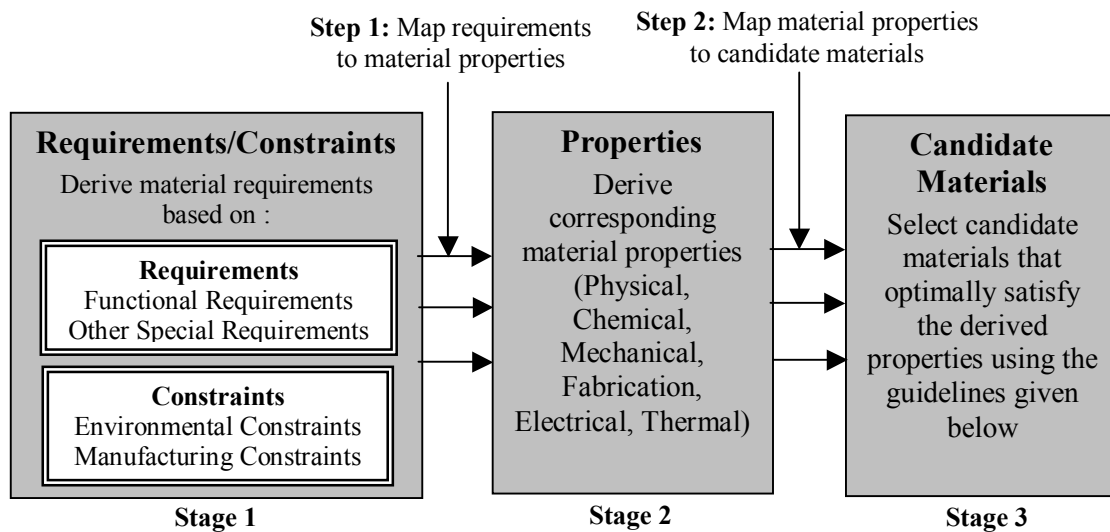 Step 1: Map requirements
to material properties
Step 2: Map material properties
to candidate materials
Requirements/Constraints
Derive material requirements
based on :
Requirements
Functional Requirements
Other Special Requirements
Constraints
Environmental Constraints
Manufacturing Constraints
Stage 1
Properties
Derive
corresponding
material properties
(Physical,
Chemical,
Mechanical,
Fabrication,
Electrical, Thermal)
Stage 2
Candidate
Materials
Select candidate
materials that
optimally satisfy
the derived
properties using the
guidelines given
below
Stage 3